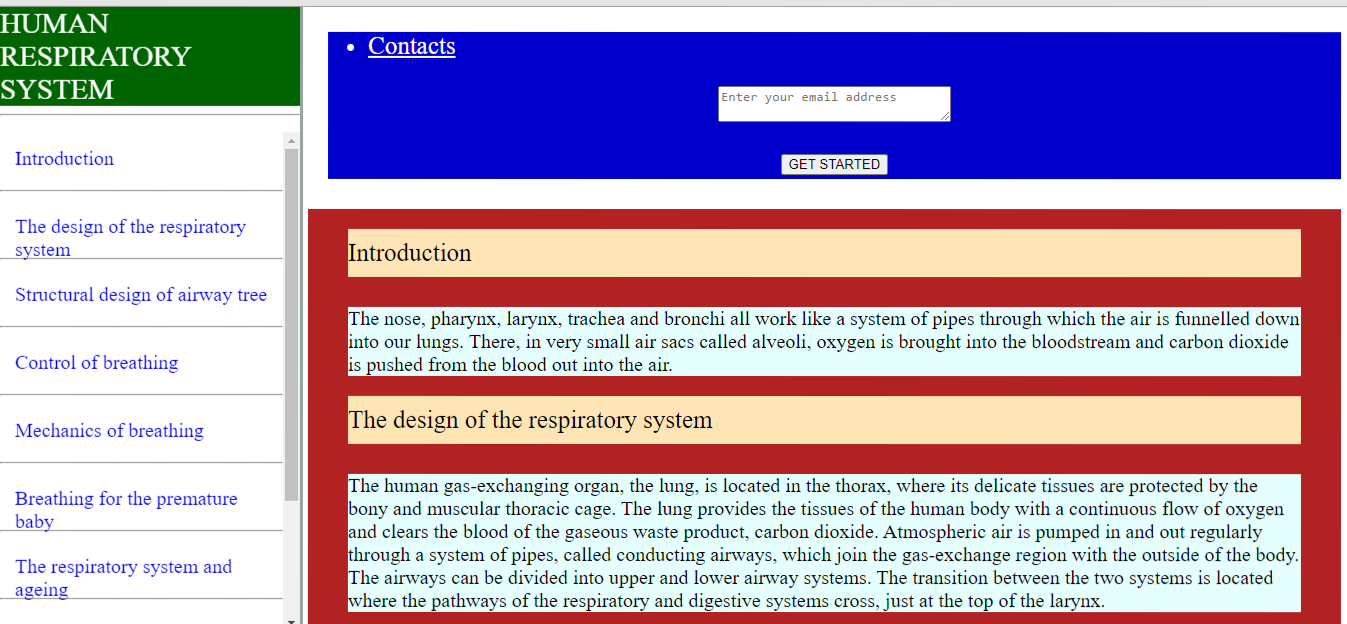 HUMAN
RESPIRATORY
SYSTEM
Introduction
The design of the respiratory
system
Structural design of airway tree
Control of breathing
Mechanics of breathing
Breathing for the premature
baby
The respiratory system and
ageing
Contacts
Enter your email address
GET STARTED
Introduction
The nose, pharynx, larynx, trachea and bronchi all work like a system of pipes through which the air is funnelled down
into our lungs. There, in very small air sacs called alveoli, oxygen is brought into the bloodstream and carbon dioxide
is pushed from the blood out into the air.
The design of the respiratory system
The human gas-exchanging organ, the lung, is located in the thorax, where its delicate tissues are protected by the
bony and muscular thoracic cage. The lung provides the tissues of the human body with a continuous flow of oxygen
and clears the blood of the gaseous waste product, carbon dioxide. Atmospheric air is pumped in and out regularly
through a system of pipes, called conducting airways, which join the gas-exchange region with the outside of the body.
The airways can be divided into upper and lower airway systems. The transition between the two systems is located
where the pathways of the respiratory and digestive systems cross, just at the top of the larynx.